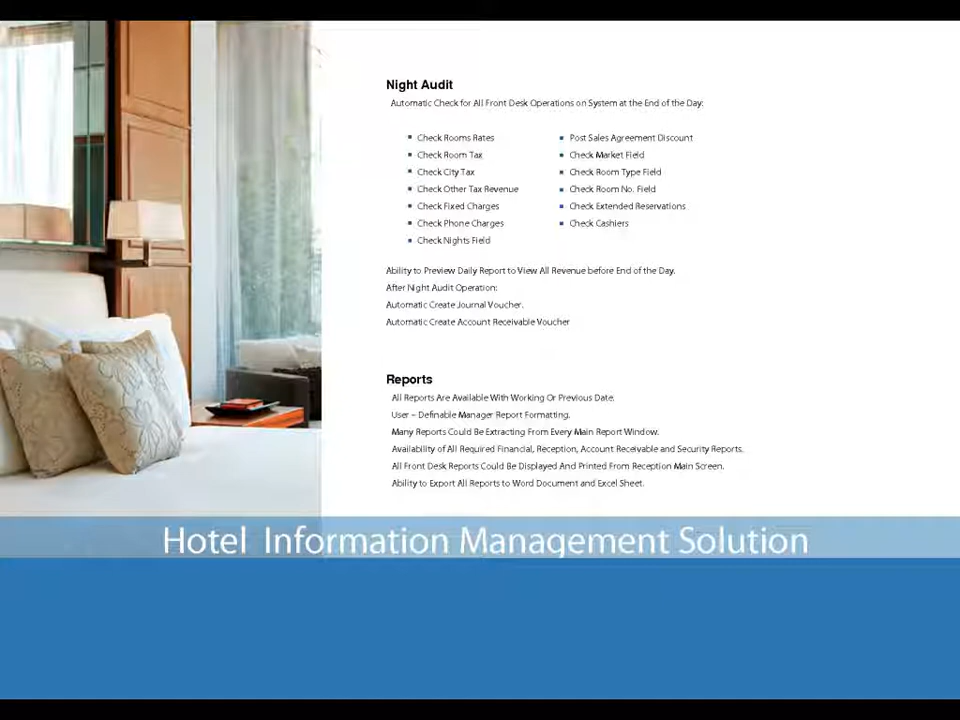 Night Audit
Automatic Check for All Front Desk Operations on System at the End of the Day:
Check Rooms Rates
Check Room Tax
Check City Tax
Check Other Tax Revenue
Check Fixed Charges
Check Phone Charges
Check Nights Field
Post Sales Agreement Discount
Check Market Field
Check Room Type Field
Check Room No. Field
Check Extended Reservations
Check Cashiers
Ability to Preview Daily Report to View All Revenue before End of the Day.
After Night Audit Operation:
Automatic Create Journal Voucher.
Automatic Create Account Receivable Voucher
Reports
All Reports Are Available With Working Or Previous Date.
User – Definable Manager Report Formatting.
Many Reports Could Be Extracting From Every Main Report Window.
Availability of All Required Financial, Reception, Account Receivable and Security Reports.
All Front Desk Reports Could Be Displayed And Printed From Reception Main Screen.
Ability to Export All Reports to Word Document and Excel Sheet.
Hotel Information Management Solution